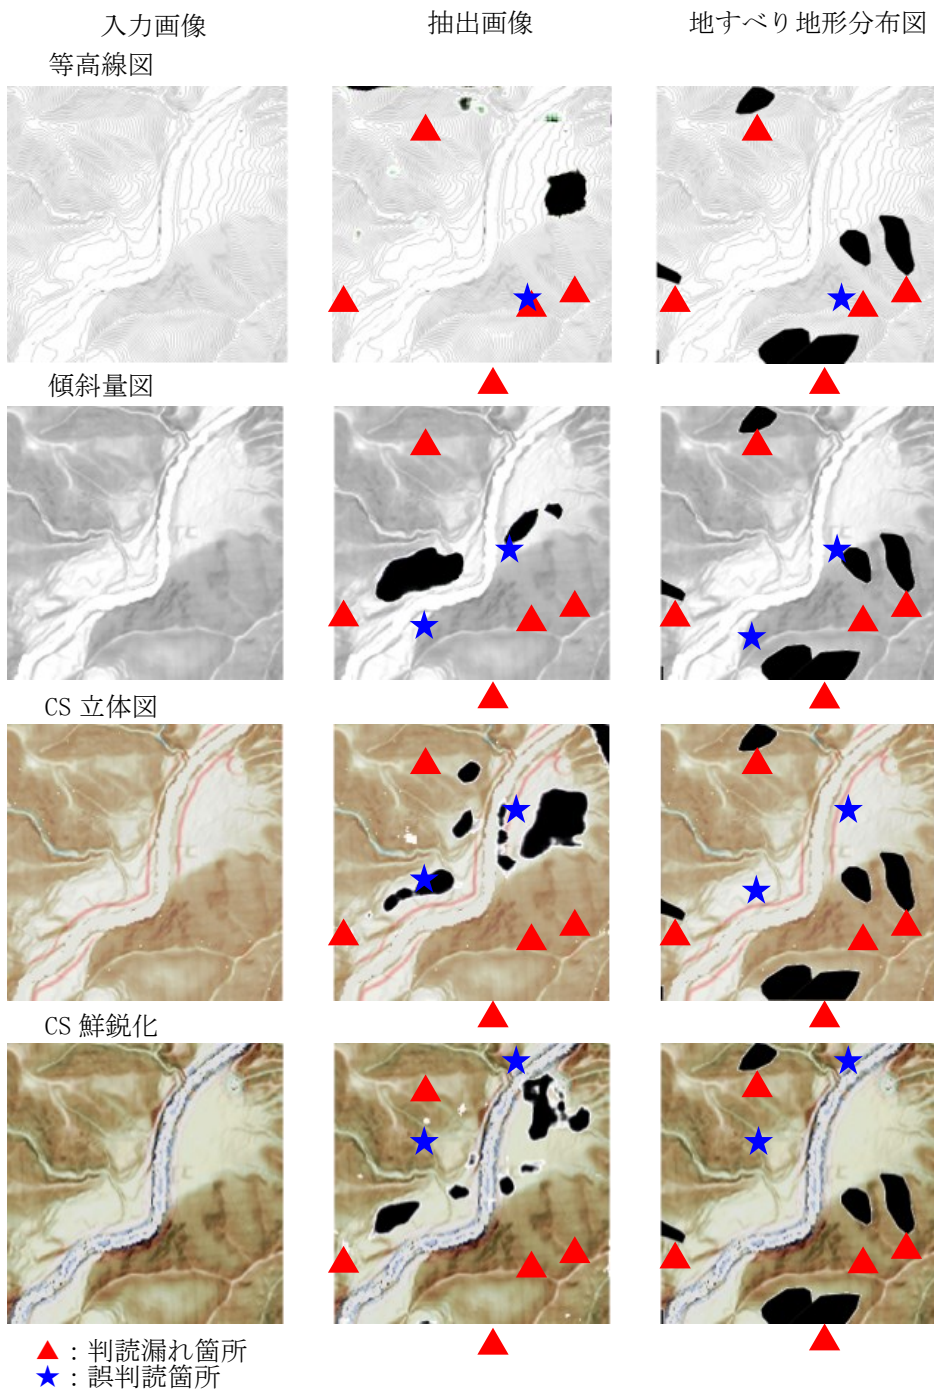 入力画像
抽出画像
地すべり地形分布図
等高線図
傾斜量図
CS 立体図
CS 鮮鋭化
▲：判読漏れ箇所
★：誤判読箇所